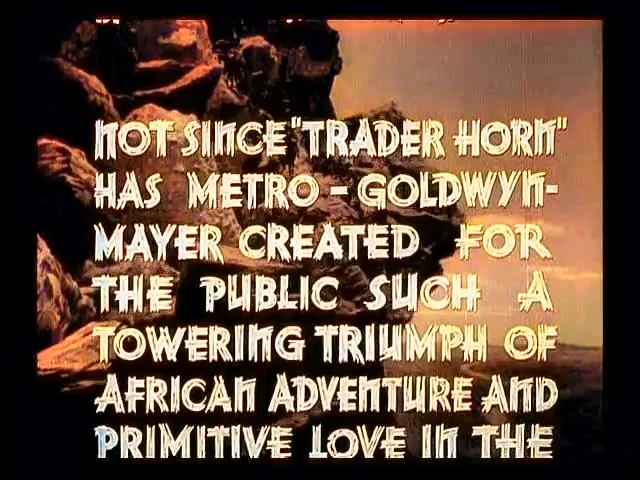 NOT SINCE "TRADER HORN"
HAS METRO-GOLDWYN-
MAYER CREATED FOR
THE PUBLIC SUCH A
TOWERING TRIUMPH OF
AFRICAN ADVENTURE AND
PRIMITIVE LOVE IN THE